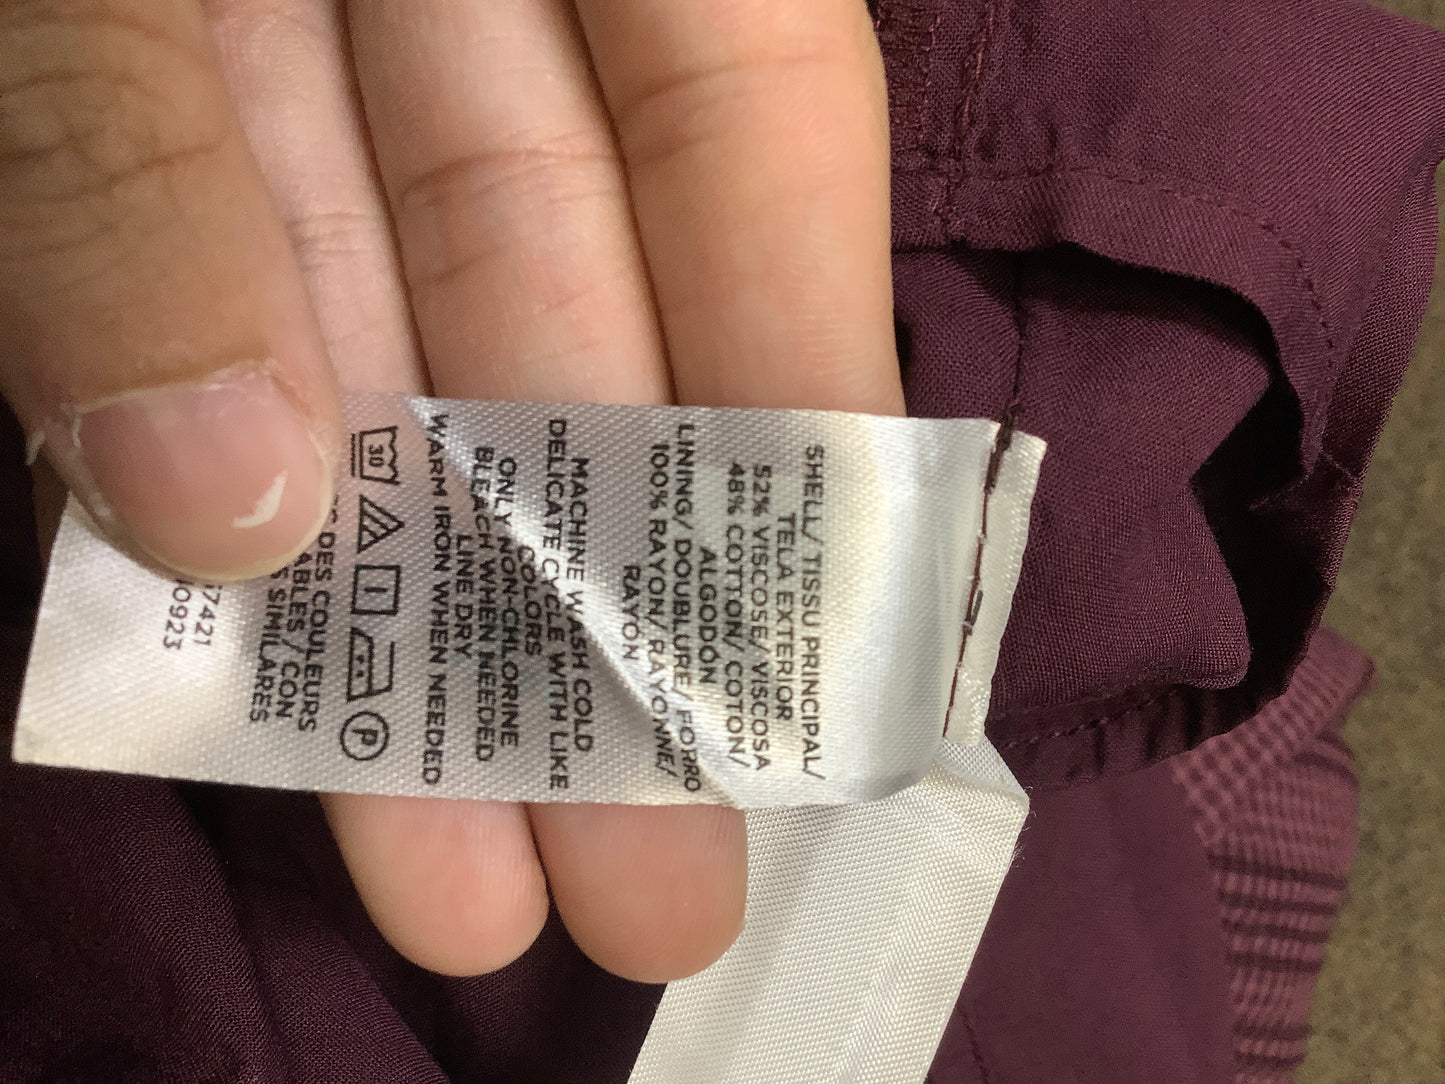 SHELL/ TISSU PRINCIPAL/
TELA EXTERIOR
52% VISCOSE/ VISCOSA
48% COTTON/ COTON/
ALGODÓN
LINING/ DOUBLURE/ FORRO
100% RAYON/ RAYONNE/
RAYÓN
MACHINE WASH COLD
DELICATE CYCLE WITH LIKE
COLORS
ONLY NON-CHLORINE
BLEACH WHEN NEEDED
LINE DRY
WARM IRON WHEN NEEDED
30
P
DES COULEURS
/ CON
SIMILARES
7421
0923